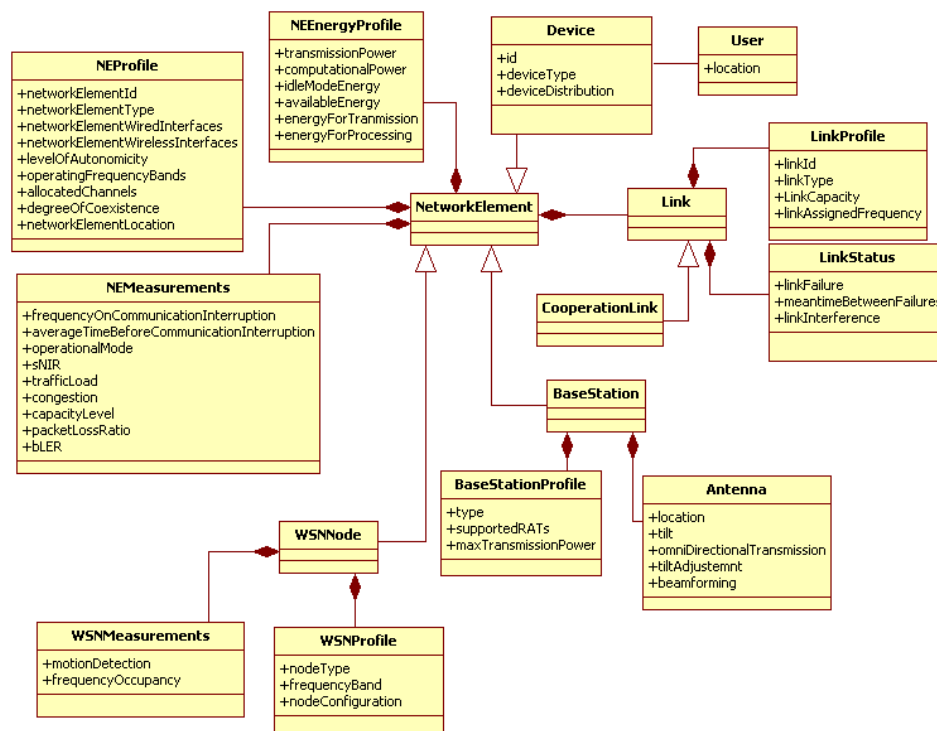 NEEnergyProfile
+transmissionPower
+computationalPower
+idleModeEnergy
+availableEnergy
+energyForTranmission
+energyForProcessing
Device
+id
+deviceType
+deviceDistribution
User
+location
NEProfile
+networkElementId
+networkElementType
+networkElementWiredInterfaces
+networkElementWirelessInterfaces
+levelOfAutonomicity
+operatingFrequencyBands
+allocatedChannels
+degreeOfCoexistence
+networkElementLocation
LinkProfile
+linkId
+linkType
+LinkCapacity
+linkAssignedFrequency
NetworkElement
Link
LinkStatus
+linkFailure
+meantimeBetweenFailures
+linkInterference
NEMeasurements
+frequencyOnCommunicationInterruption
+averageTimeBeforeCommunicationInterruption
+operationalMode
+sNIR
+trafficLoad
+congestion
+capacityLevel
+packetLossRatio
+bLER
CooperationLink
BaseStation
BaseStationProfile
+type
+supportedRATs
+maxTransmissionPower
Antenna
+location
+tilt
+omniDirectionalTransmission
+tiltAdjustemnt
+beamforming
WSNNode
WSNMeasurements
+motionDetection
+frequencyOccupancy
WSNProfile
+nodeType
+frequencyBand
+nodeConfiguration